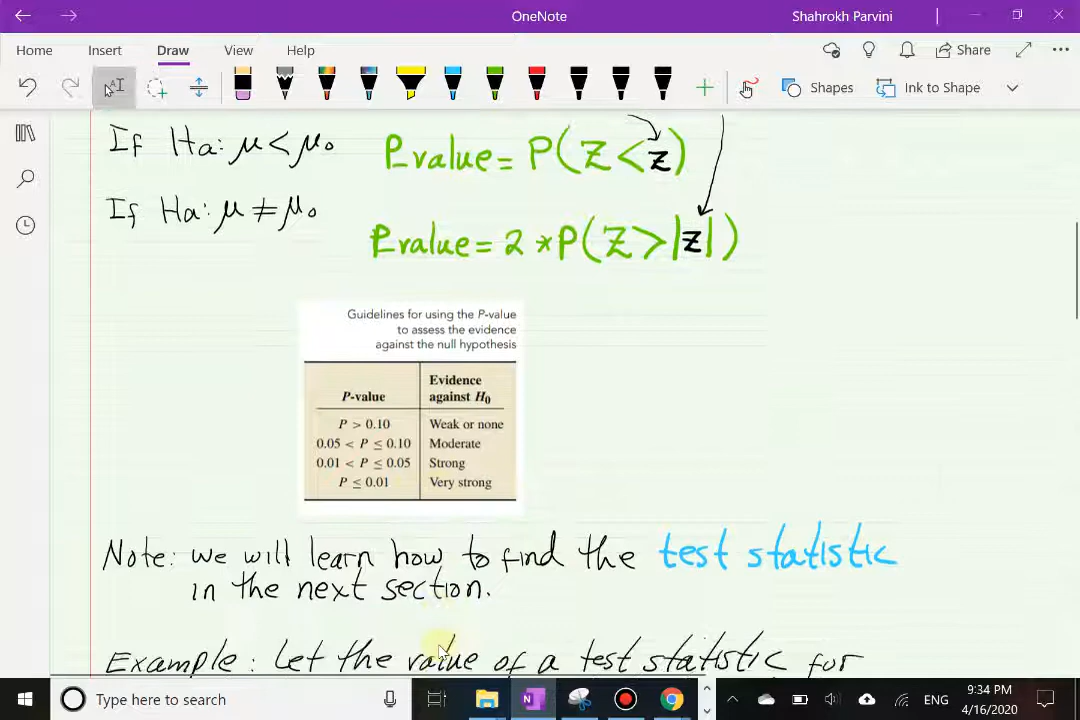 OneNote
Shahrokh Parvini
Home Insert Draw View Help
Share
Shapes
Ink to Shape
If Ha: μ < μ₀ P-value = P(Z < z)
If Ha: μ ≠ μ₀
P-value = 2 * P(Z > |z|)
Guidelines for using the P-value
to assess the evidence
against the null hypothesis
Evidence
P-value against H₀
P > 0.10 Weak or none
0.05 < P ≤ 0.10 Moderate
0.01 < P ≤ 0.05 Strong
P ≤ 0.01 Very strong
Note: we will learn how to find the test statistic
in the next section.
Example: Let the value of a test statistic for
Type here to search
ENG
9:34 PM
4/16/2020